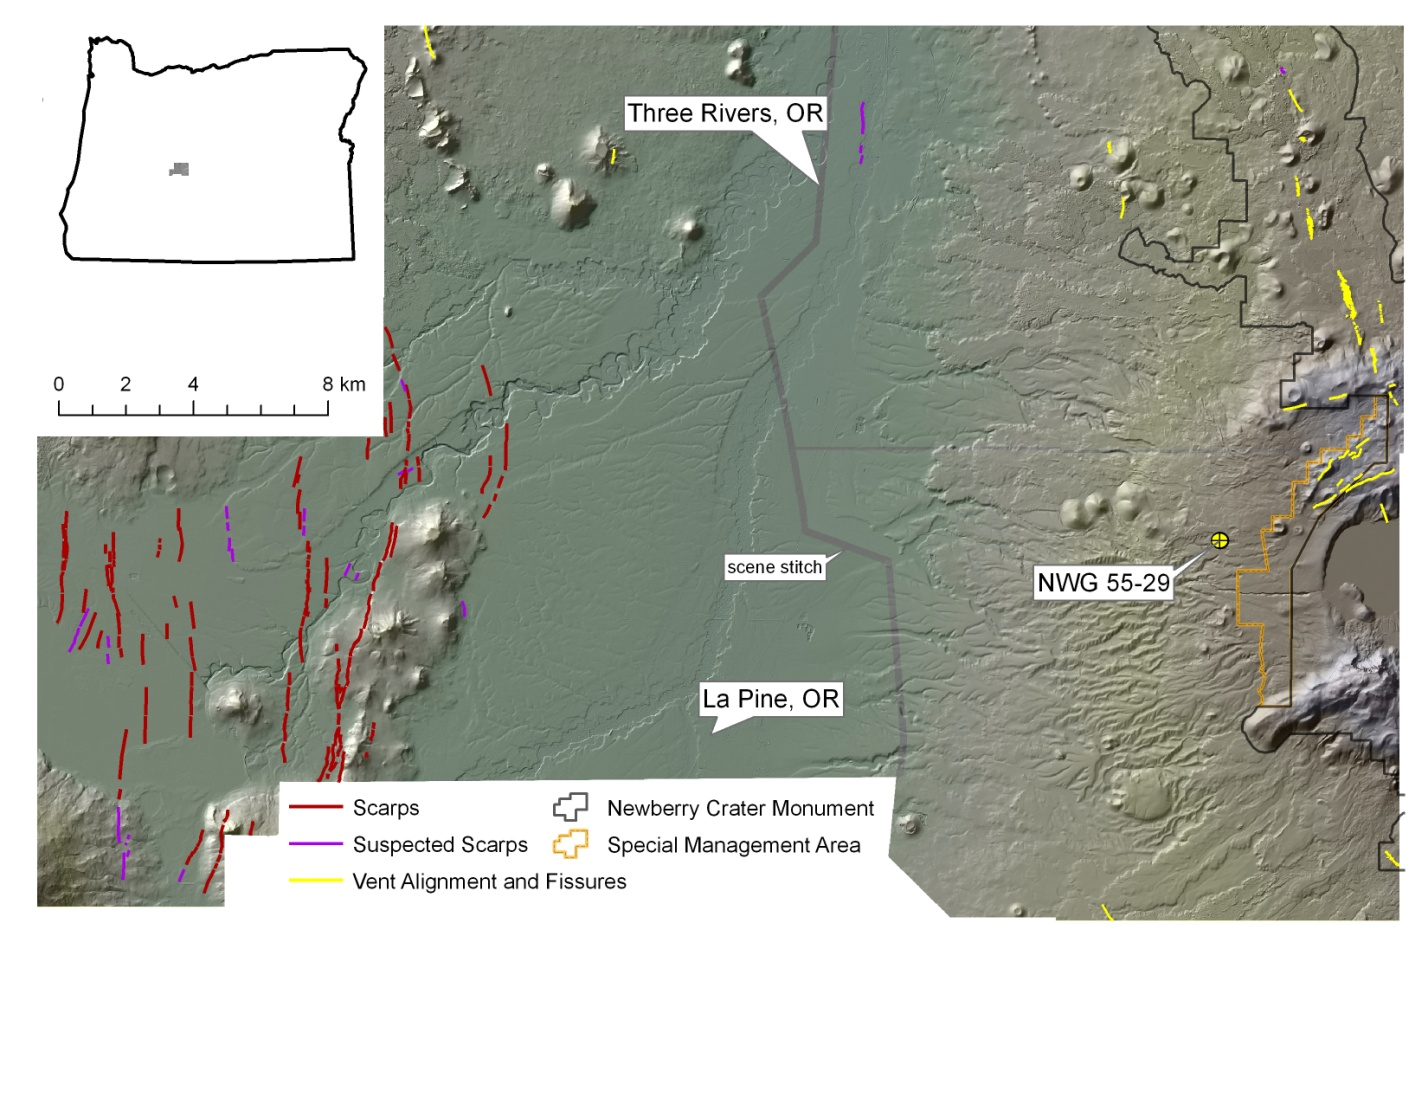 Three Rivers, OR
0 2 4 8 km
scene stitch
NWG 55-29
La Pine, OR
Scarps
Newberry Crater Monument
Suspected Scarps
Special Management Area
Vent Alignment and Fissures